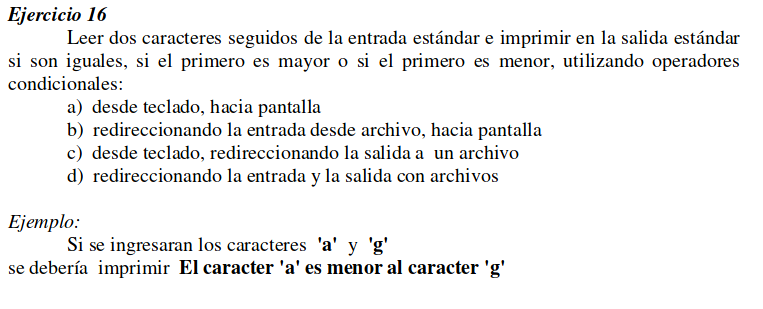 Ejercicio 16
Leer dos caracteres seguidos de la entrada estándar e imprimir en la salida estándar
si son iguales, si el primero es mayor o si el primero es menor, utilizando operadores
condicionales:
a) desde teclado, hacia pantalla
b) redireccionando la entrada desde archivo, hacia pantalla
c) desde teclado, redireccionando la salida a un archivo
d) redireccionando la entrada y la salida con archivos
Ejemplo:
Si se ingresaran los caracteres 'a' y 'g'
se debería imprimir El caracter 'a' es menor al caracter 'g'